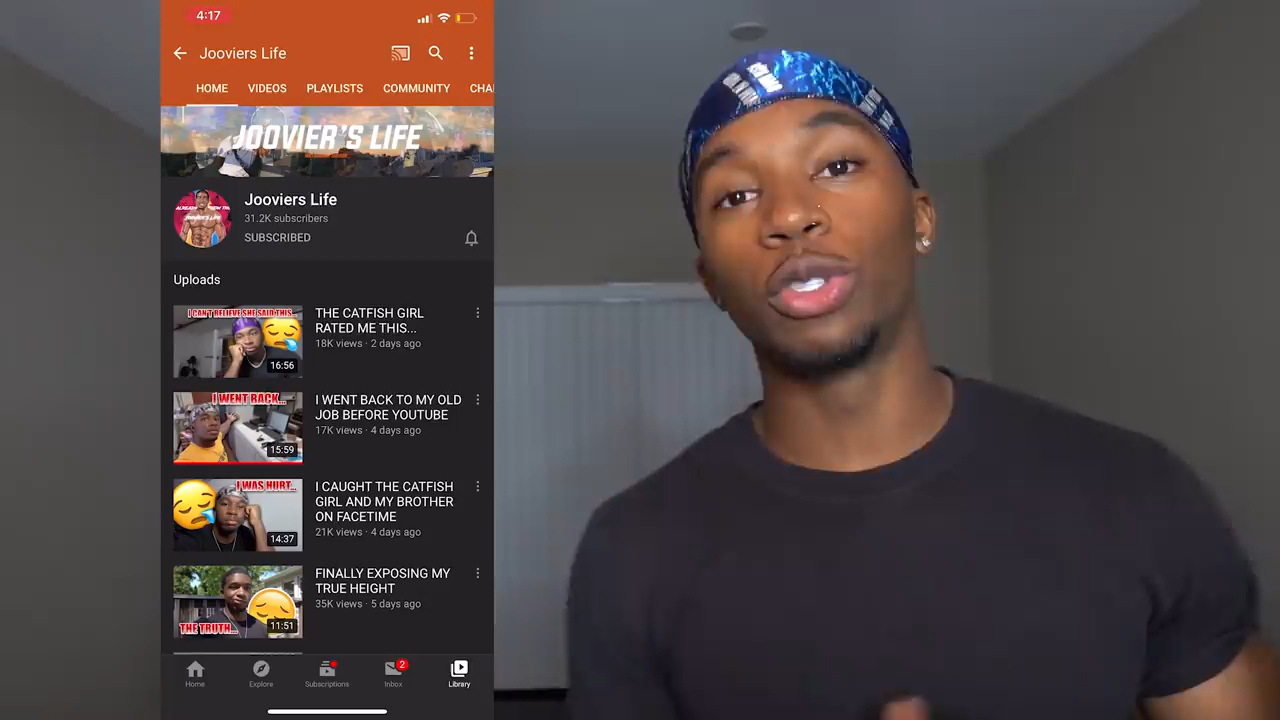 4:17
Jooviers Life
HOME VIDEOS PLAYLISTS COMMUNITY CHA
JOOVIER'S LIFE
Jooviers Life
31.2K subscribers
SUBSCRIBED
Uploads
I CAN'T RELIEVE SHE SAID THIS...
16:56
THE CATFISH GIRL
RATED ME THIS...
18K views · 2 days ago
I WENT BACK...
15:59
I WENT BACK TO MY OLD
JOB BEFORE YOUTUBE
17K views · 4 days ago
I WAS HURT...
14:37
I CAUGHT THE CATFISH
GIRL AND MY BROTHER
ON FACETIME
21K views · 4 days ago
THE TRUTH...
11:51
FINALLY EXPOSING MY
TRUE HEIGHT
35K views · 5 days ago
2
Home Explore Subscriptions Inbox Library